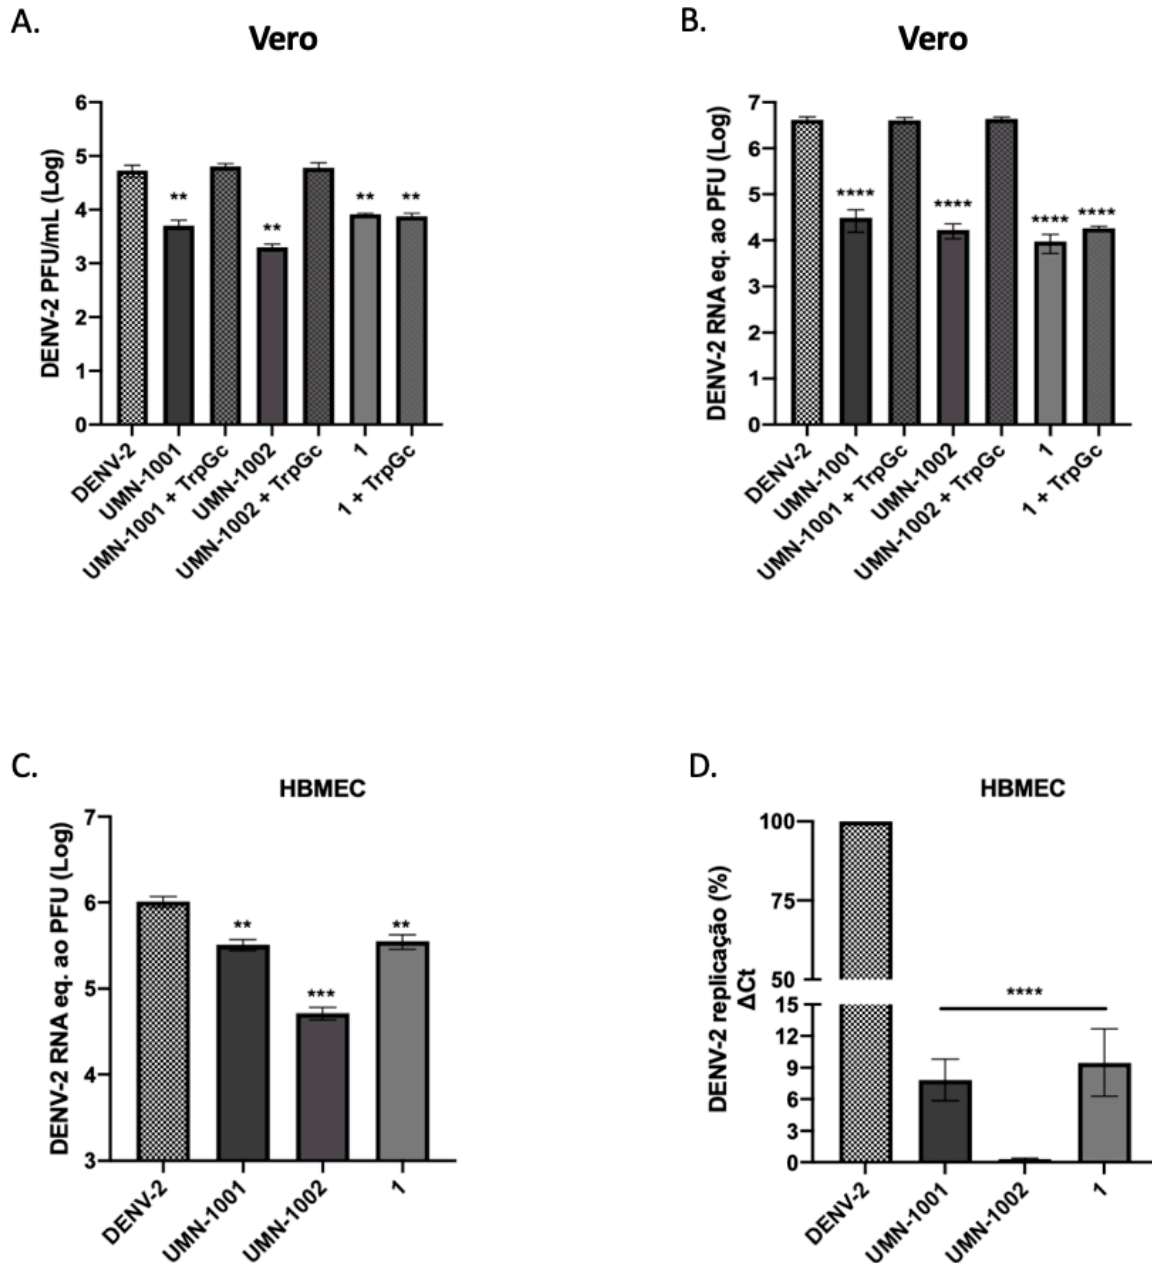 A.
Vero
DENV-2 PFU/mL (Log)
6
5
4
3
2
1
0
**
**
**
**
DENV-2
UMN-1001
UMN-1001 + TrpGc
UMN-1002
UMN-1002 + TrpGc
1
1 + TrpGc
B.
Vero
DENV-2 RNA eq. ao PFU (Log)
7
6
5
4
3
2
1
0
****
****
****
****
DENV-2
UMN-1001
UMN-1001 + TrpGc
UMN-1002
UMN-1002 + TrpGc
1
1 + TrpGc
C.
HBMEC
DENV-2 RNA eq. ao PFU (Log)
7
6
5
4
3
**
***
**
DENV-2
UMN-1001
UMN-1002
1
D.
HBMEC
DENV-2 replicação (%)
ΔCt
100
75
50
15
12
9
6
3
0
****
DENV-2
UMN-1001
UMN-1002
1